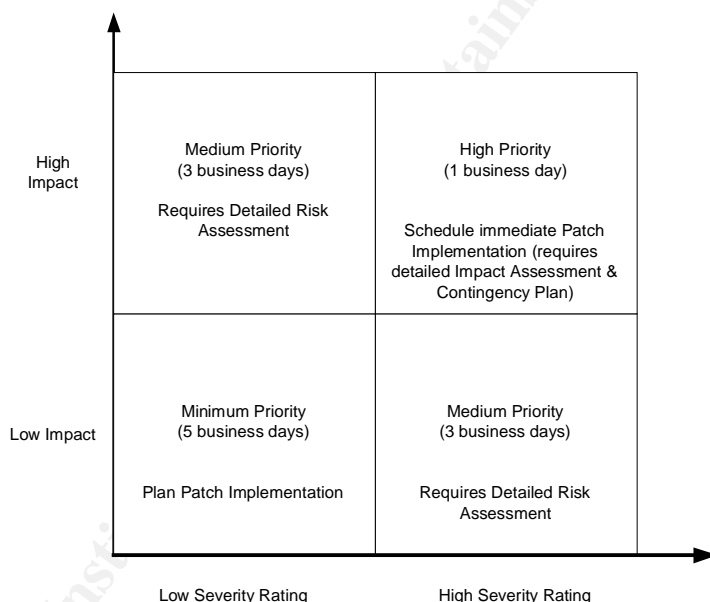 High
Impact
Medium Priority
(3 business days)
Requires Detailed Risk
Assessment
High Priority
(1 business day)
Schedule immediate Patch
Implementation (requires
detailed Impact Assessment &
Contingency Plan)
Low Impact
Minimum Priority
(5 business days)
Plan Patch Implementation
Medium Priority
(3 business days)
Requires Detailed Risk
Assessment
Low Severity Rating
High Severity Rating